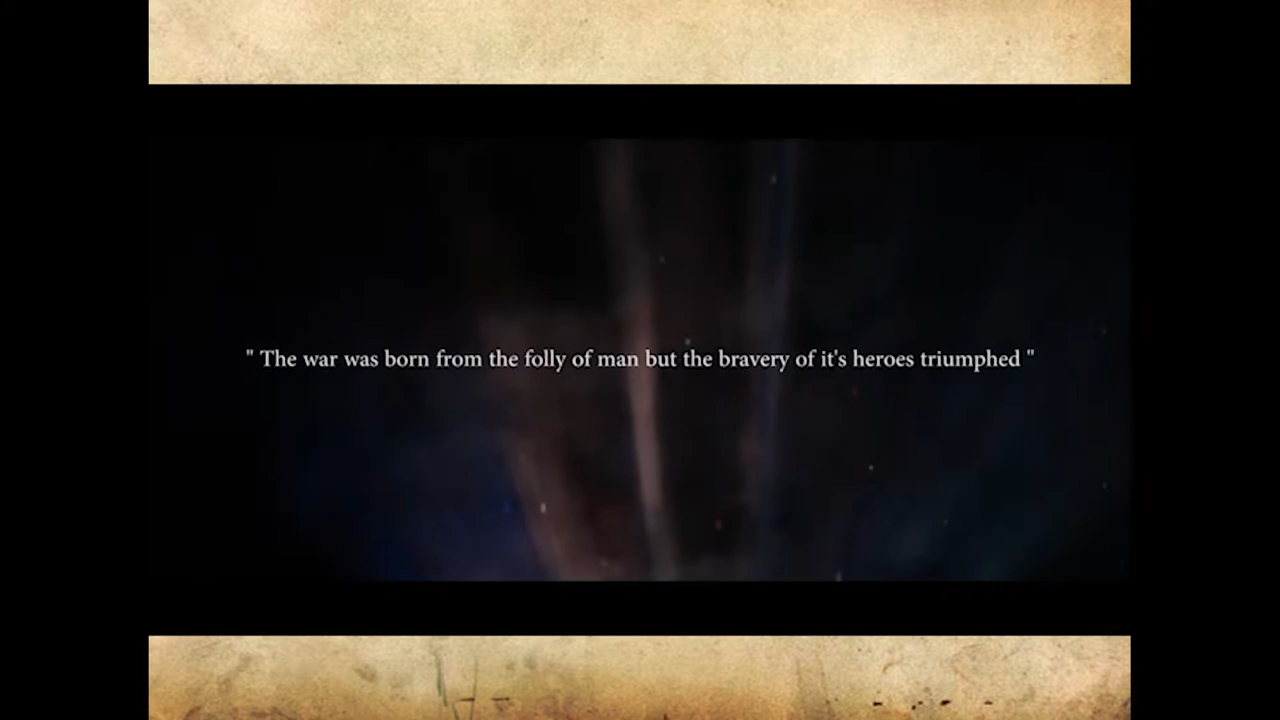 " The war was born from the folly of man but the bravery of it's heroes triumphed "